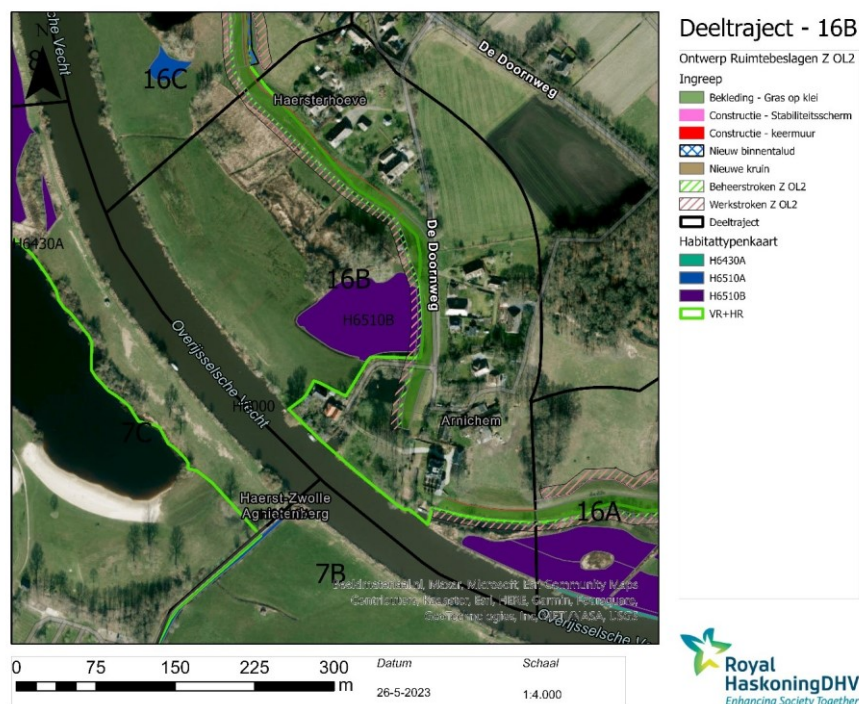 Deeltraject - 16B
Ontwerp Ruimtebeslagen Z OL2
Ingreep
Bekleding - Gras op klei
Constructie - Stabiliteitsscherm
Constructie - keermuur
Nieuw binnentalud
Nieuwe kruin
Beheerstroken Z OL2
Werkstroken Z OL2
Deeltraject
Habitattypenkaart
H6430A
H6510A
H6510B
VR+HR
N
16C
Haersterhoeve
De Doornweg
De Doornweg
H6430A
16B
H6510B
Overijsselsche Vecht
7C
Arnichem
Haerst-Zwolle
Agnietenberg
16A
7B
0 75 150 225 300
m
Datum
26-5-2023
Schaal
1:4.000
Royal
HaskoningDHV
Enhancing Society Together